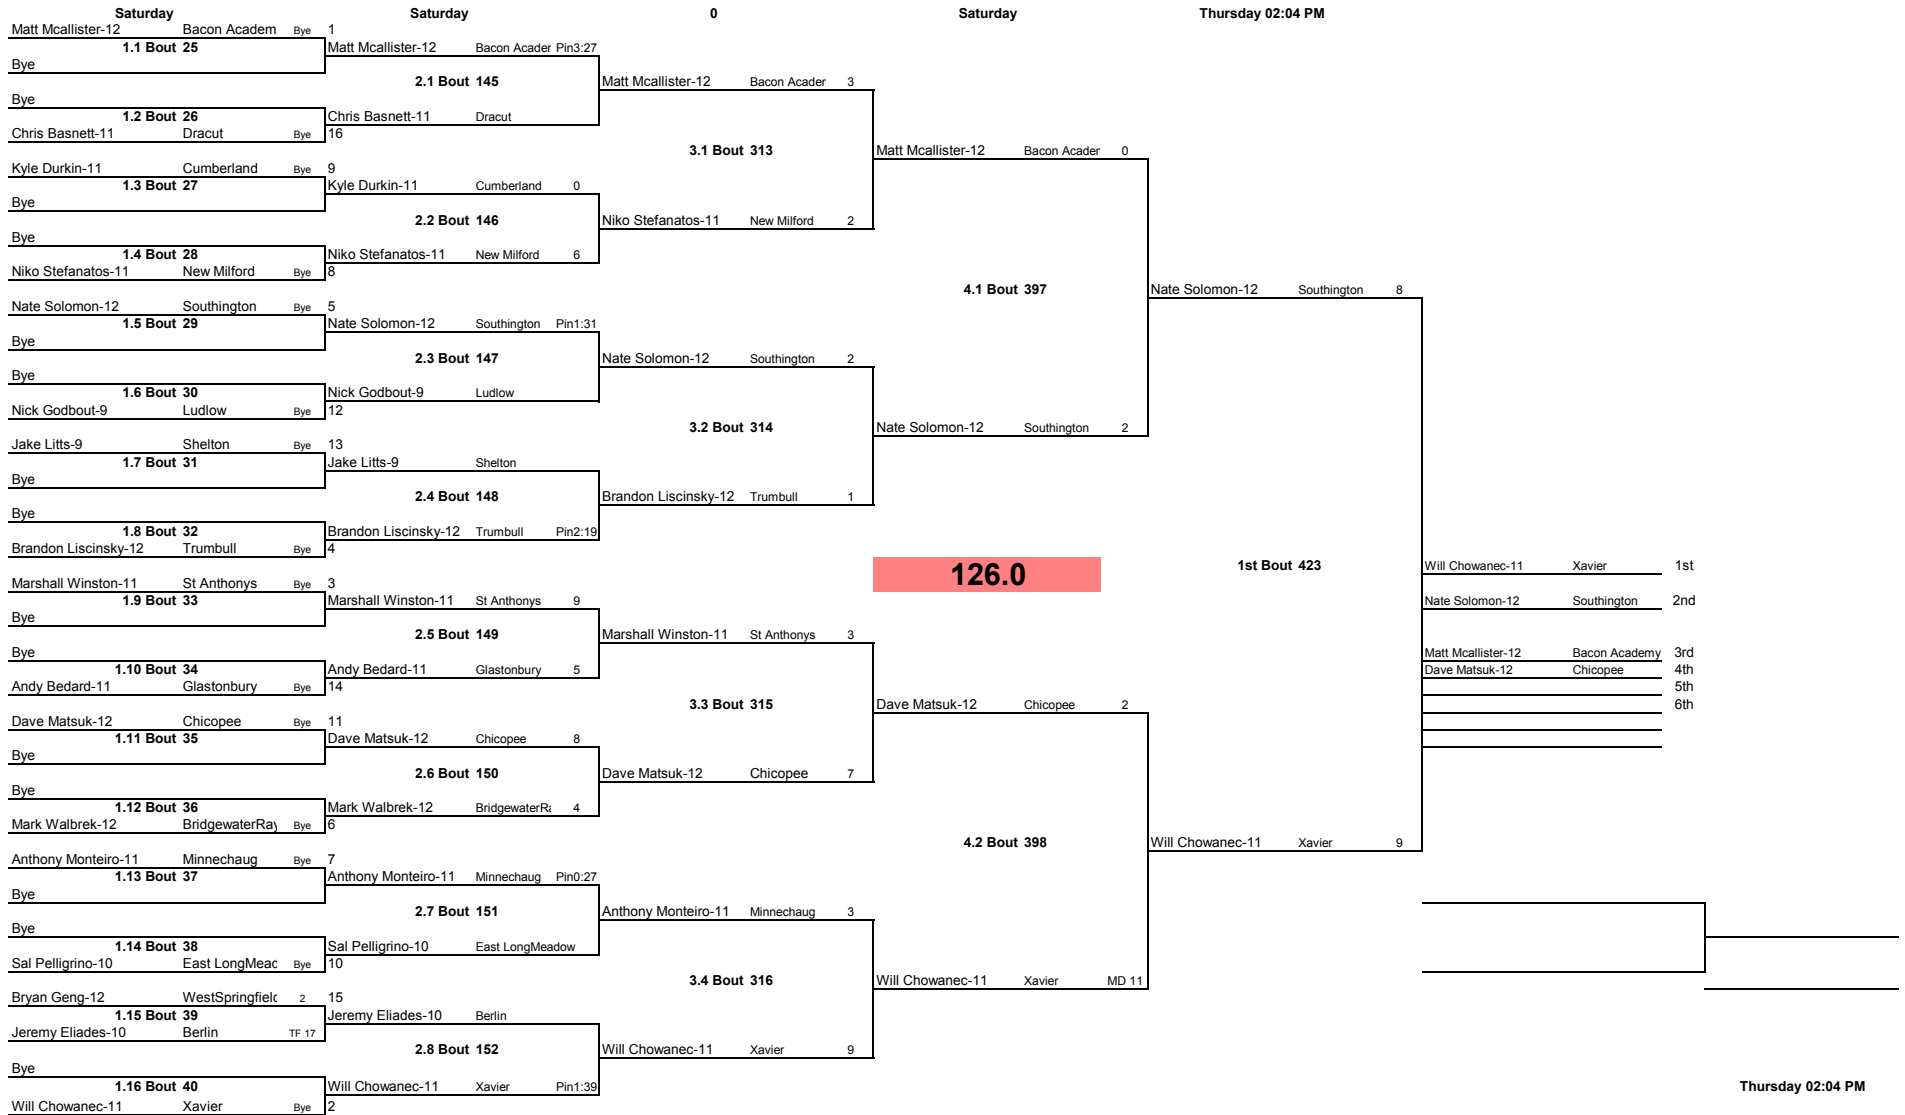 Saturday Saturday 0 Saturday Thursday 02:04 PM
Matt Mcallister-12 Bacon Academ Bye 1
1.1 Bout 25 Matt Mcallister-12 Bacon Acader Pin3:27
Bye
2.1 Bout 145 Matt Mcallister-12 Bacon Acader 3
Bye
1.2 Bout 26 Chris Basnett-11 Dracut
Chris Basnett-11 Dracut Bye 16
3.1 Bout 313 Matt Mcallister-12 Bacon Acader 0
Kyle Durkin-11 Cumberland Bye 9
1.3 Bout 27 Kyle Durkin-11 Cumberland 0
Bye
2.2 Bout 146 Niko Stefanatos-11 New Milford 2
Bye
1.4 Bout 28 Niko Stefanatos-11 New Milford 6
Niko Stefanatos-11 New Milford Bye 8
4.1 Bout 397 Nate Solomon-12 Southington 8
Nate Solomon-12 Southington Bye 5
1.5 Bout 29 Nate Solomon-12 Southington Pin1:31
Bye
2.3 Bout 147 Nate Solomon-12 Southington 2
Bye
1.6 Bout 30 Nick Godbout-9 Ludlow
Nick Godbout-9 Ludlow Bye 12
3.2 Bout 314 Nate Solomon-12 Southington 2
Jake Litts-9 Shelton Bye 13
1.7 Bout 31 Jake Litts-9 Shelton
Bye
2.4 Bout 148 Brandon Liscinsky-12 Trumbull 1
Bye
1.8 Bout 32 Brandon Liscinsky-12 Trumbull Pin2:19
Brandon Liscinsky-12 Trumbull Bye 4
126.0 1st Bout 423 Will Chowanec-11 Xavier 1st
Marshall Winston-11 St Anthonys Bye 3
1.9 Bout 33 Marshall Winston-11 St Anthonys 9 Nate Solomon-12 Southington 2nd
Bye
2.5 Bout 149 Marshall Winston-11 St Anthonys 3
Bye Matt Mcallister-12 Bacon Academy 3rd
1.10 Bout 34 Andy Bedard-11 Glastonbury 5 Dave Matsuk-12 Chicopee 4th
Andy Bedard-11 Glastonbury Bye 14 5th
3.3 Bout 315 Dave Matsuk-12 Chicopee 2 6th
Dave Matsuk-12 Chicopee Bye 11
1.11 Bout 35 Dave Matsuk-12 Chicopee 8
Bye
2.6 Bout 150 Dave Matsuk-12 Chicopee 7
Bye
1.12 Bout 36 Mark Walbrek-12 BridgewaterRa 4
Mark Walbrek-12 BridgewaterRay Bye 6
4.2 Bout 398 Will Chowanec-11 Xavier 9
Anthony Monteiro-11 Minnechaug Bye 7
1.13 Bout 37 Anthony Monteiro-11 Minnechaug Pin0:27
Bye
2.7 Bout 151 Anthony Monteiro-11 Minnechaug 3
Bye
1.14 Bout 38 Sal Pelligrino-10 East LongMeadow
Sal Pelligrino-10 East LongMeac Bye 10
3.4 Bout 316 Will Chowanec-11 Xavier MD 11
Bryan Geng-12 WestSpringfielc 2 15
1.15 Bout 39 Jeremy Eliades-10 Berlin
Jeremy Eliades-10 Berlin TF 17
2.8 Bout 152 Will Chowanec-11 Xavier 9
Bye
1.16 Bout 40 Will Chowanec-11 Xavier Pin1:39 Thursday 02:04 PM
Will Chowanec-11 Xavier Bye 2